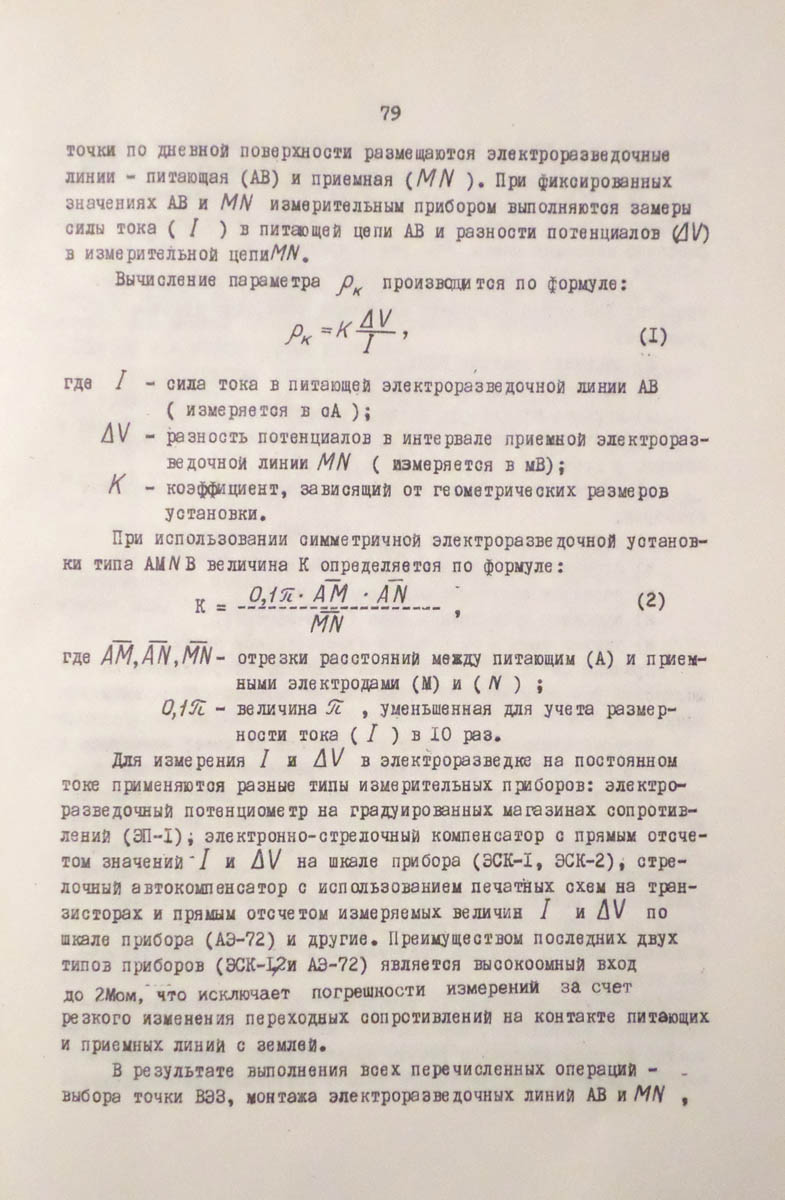 79
точки по дневной поверхности размещаются электроразведочные
линии - питающая (АВ) и приемная (MN ). При фиксированных
значениях АВ и MN измерительным прибором выполняются замеры
силы тока ( I ) в питающей цепи АВ и разности потенциалов (ΔV)
в измерительной цепи MN.
Вычисление параметра ρк производится по формуле:
ρк = K ΔV/I , (I)
где I - сила тока в питающей электроразведочной линии АВ
( измеряется в сА );
ΔV - разность потенциалов в интервале приемной электрораз-
ведочной линии MN ( измеряется в мВ);
K - коэффициент, зависящий от геометрических размеров
установки.
При использовании симметричной электроразведочной установ-
ки типа АМNВ величина К определяется по формуле:
К = 0,1π · A̅M̅ · A̅N̅ / M̅N̅ , (2)
где A̅M̅, A̅N̅, M̅N̅ - отрезки расстояний между питающим (А) и прием-
ными электродами (М) и ( N ) ;
0,1π - величина π , уменьшенная для учета размер-
ности тока ( I ) в 10 раз.
Для измерения I и ΔV в электроразведке на постоянном
токе применяются разные типы измерительных приборов: электро-
разведочный потенциометр на градуированных магазинах сопротив-
лений (ЭП-I); электронно-стрелочный компенсатор с прямым отсче-
том значений I и ΔV на шкале прибора (ЭСК-I, ЭСК-2), стре-
лочный автокомпенсатор с использованием печатных схем на тран-
зисторах и прямым отсчетом измеряемых величин I и ΔV по
шкале прибора (АЭ-72) и другие. Преимуществом последних двух
типов приборов (ЭСК-1,2 и АЭ-72) является высокоомный вход
до 2Мом, что исключает погрешности измерений за счет
резкого изменения переходных сопротивлений на контакте питающих
и приемных линий с землей.
В результате выполнения всех перечисленных операций -
выбора точки ВЭЗ, монтажа электроразведочных линий АВ и MN ,